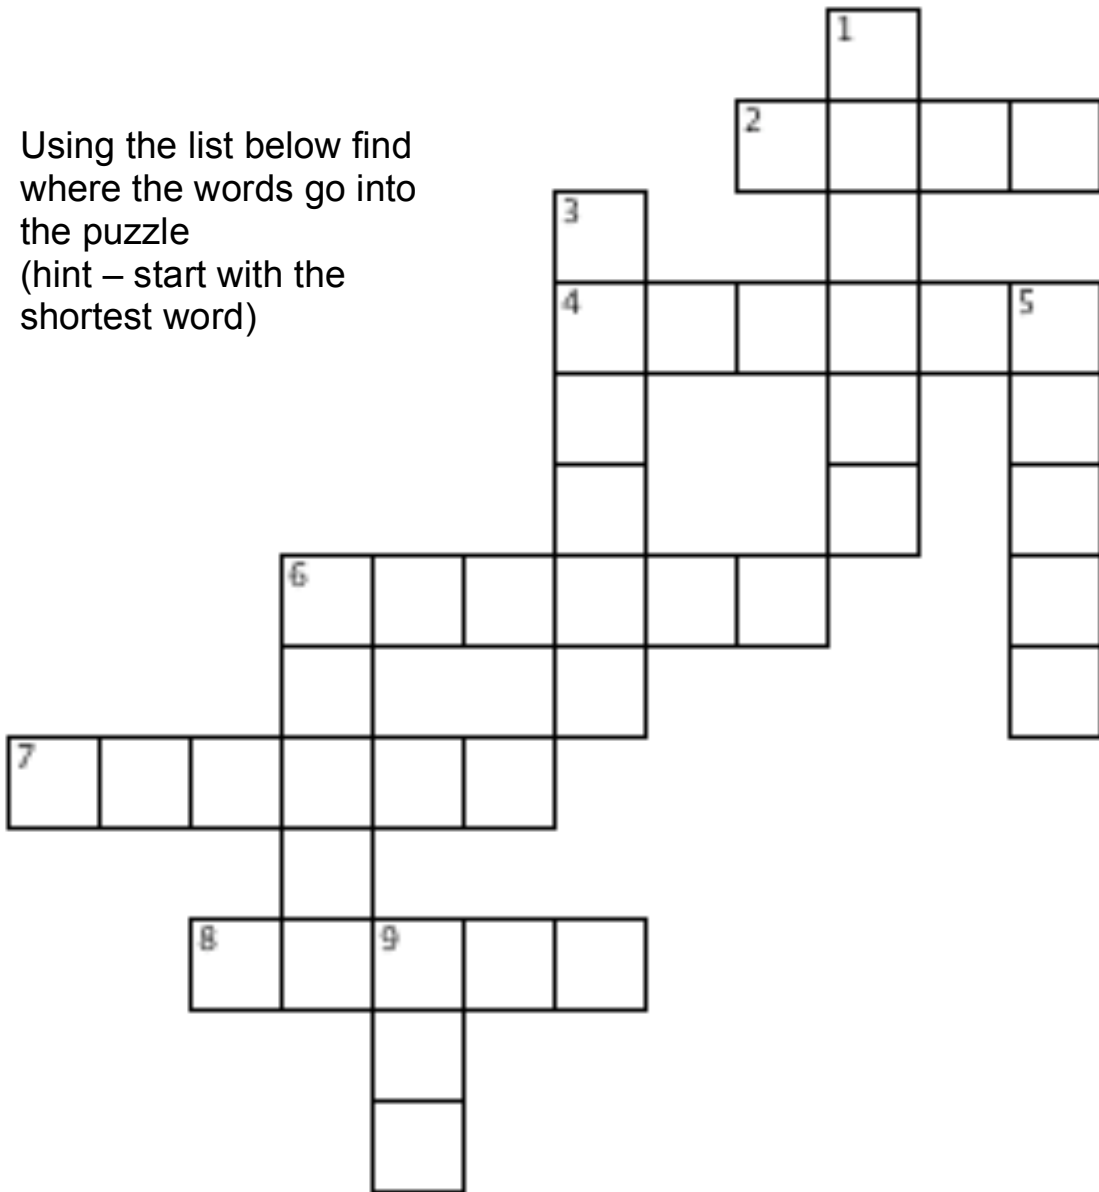 1
2
Using the list below find
where the words go into
the puzzle
(hint – start with the
shortest word)
3
4 5
6
7
8 9